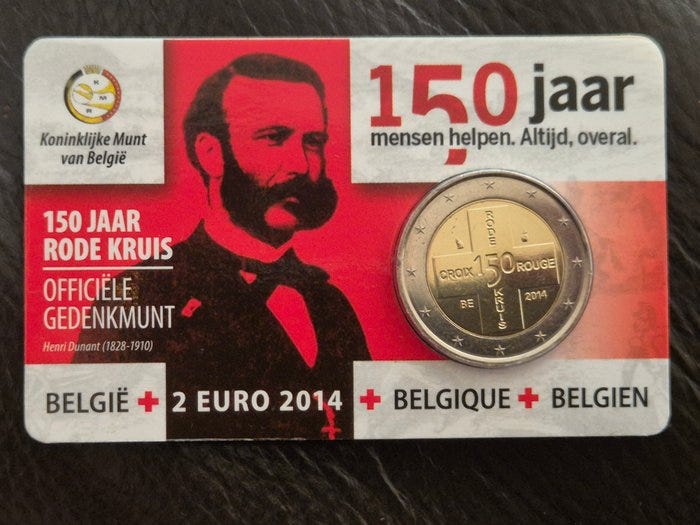 KMB
Koninklijke Munt
van België
150 jaar
mensen helpen. Altijd, overal.
150 JAAR
RODE KRUIS
OFFICIËLE
GEDENKMUNT
Henri Dunant (1828-1910)
RODE
CROIX 150 ROUGE
BE KRUIS 2014
BELGIË + 2 EURO 2014 + BELGIQUE + BELGIEN